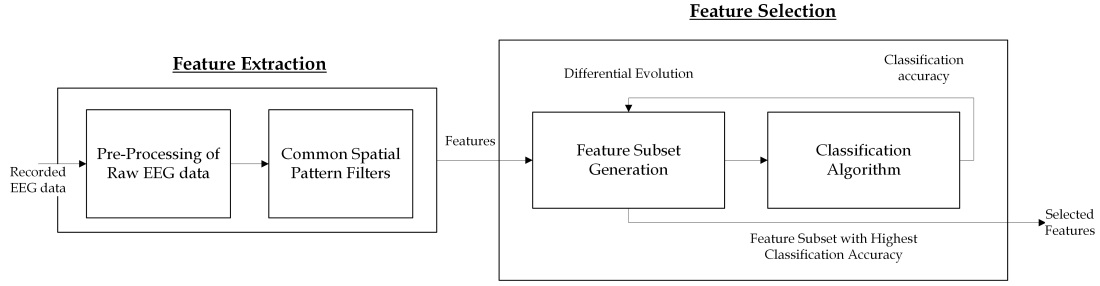 Feature Selection
Feature Extraction
Differential Evolution
Classification
accuracy
Pre-Processing of
Raw EEG data
Common Spatial
Pattern Filters
Features
Feature Subset
Generation
Classification
Algorithm
Recorded
EEG data
Selected
Features
Feature Subset with Highest
Classification Accuracy